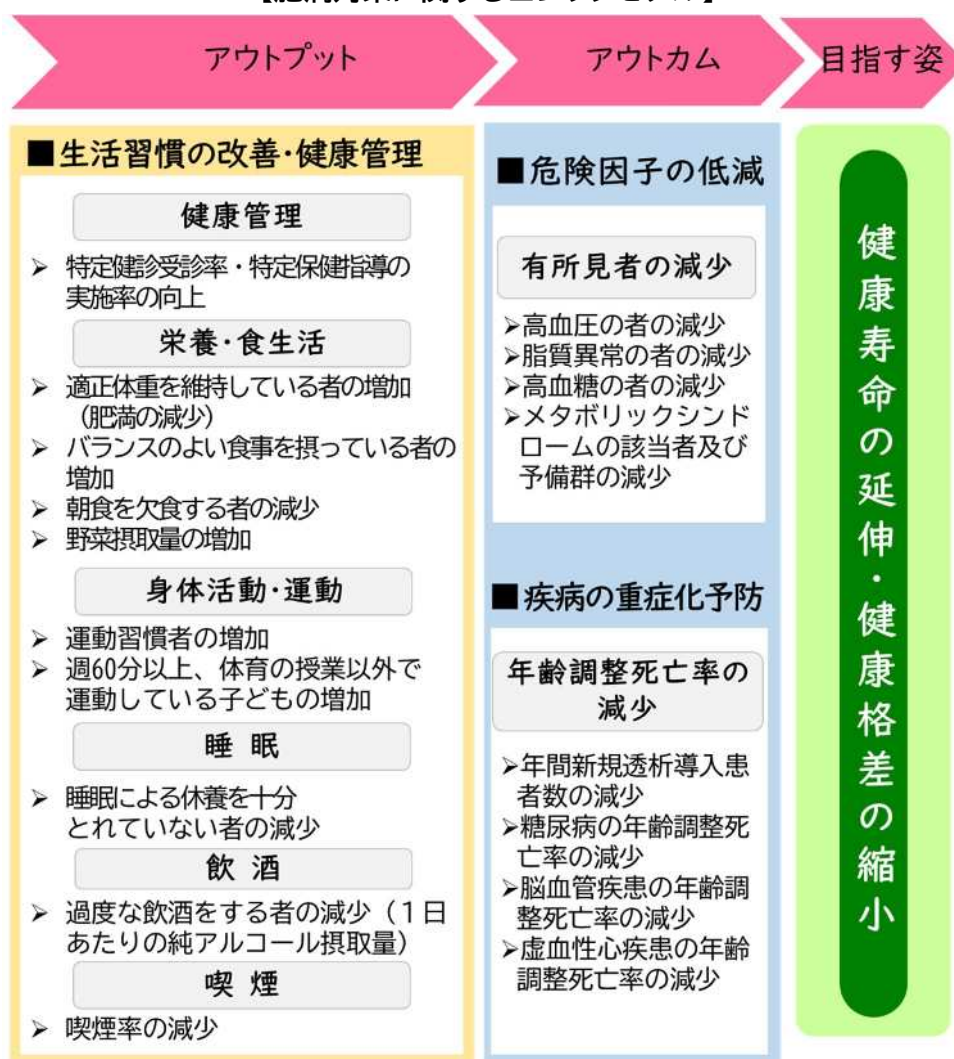 アウトプット
アウトカム
目指す姿
■生活習慣の改善・健康管理
健康管理
➢ 特定健診受診率・特定保健指導の
実施率の向上
栄養・食生活
➢ 適正体重を維持している者の増加
（肥満の減少）
➢ バランスのよい食事を摂っている者の
増加
➢ 朝食を欠食する者の減少
➢ 野菜摂取量の増加
身体活動・運動
➢ 運動習慣者の増加
➢ 週60分以上、体育の授業以外で
運動している子どもの増加
睡 眠
➢ 睡眠による休養を十分
とれていない者の減少
飲 酒
➢ 過度な飲酒をする者の減少（１日
あたりの純アルコール摂取量）
喫 煙
➢ 喫煙率の減少
■危険因子の低減
有所見者の減少
➢高血圧の者の減少
➢脂質異常の者の減少
➢高血糖の者の減少
➢メタボリックシンド
ロームの該当者及び
予備群の減少
■疾病の重症化予防
年齢調整死亡率の
減少
➢年間新規透析導入患
者数の減少
➢糖尿病の年齢調整死
亡率の減少
➢脳血管疾患の年齢調
整死亡率の減少
➢虚血性心疾患の年齢
調整死亡率の減少
健康寿命の延伸・健康格差の縮小